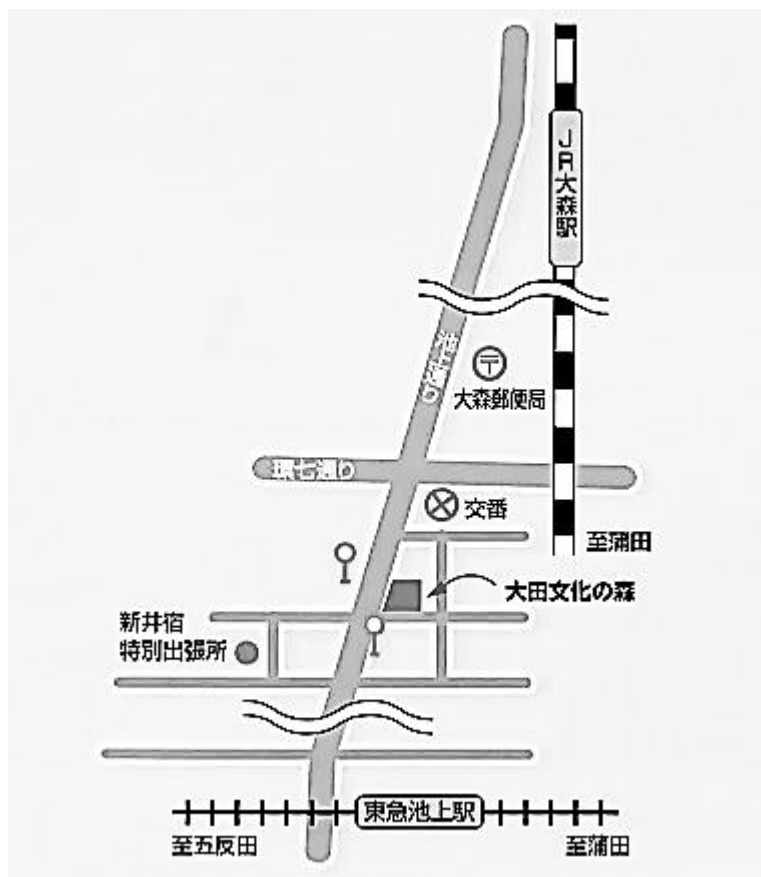 JR大森駅
池上通り
大森郵便局
環七通り
交番
至蒲田
大田文化の森
新井宿
特別出張所
東急池上駅
至五反田
至蒲田